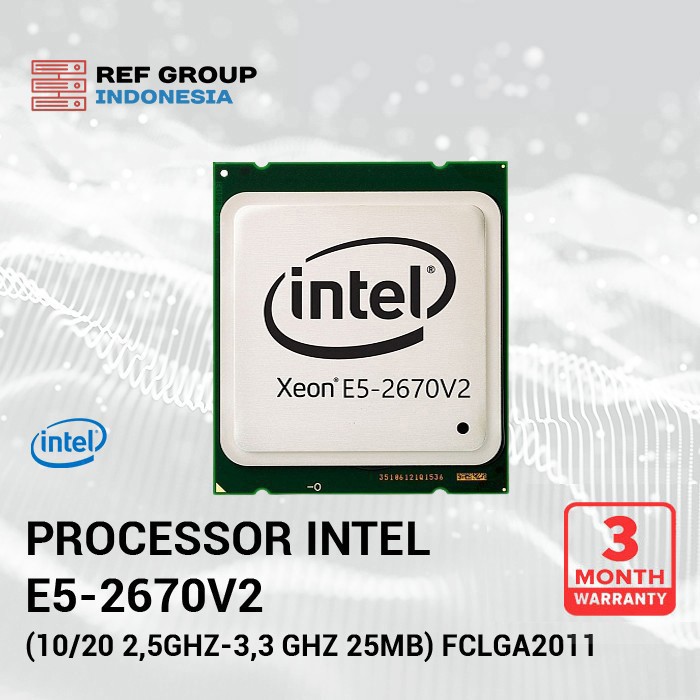 REF GROUP
INDONESIA
intel®
Xeon® E5-2670V2
35106121Q1536
-O
intel
PROCESSOR INTEL
E5-2670V2
(10/20 2,5GHZ-3,3 GHZ 25MB) FCLGA2011
3
MONTH
WARRANTY